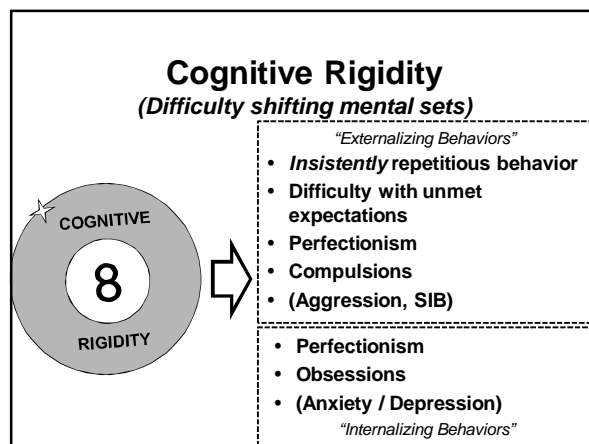 Cognitive Rigidity
(Difficulty shifting mental sets)
COGNITIVE
8
RIGIDITY
“Externalizing Behaviors”
• Insistently repetitious behavior
• Difficulty with unmet
expectations
• Perfectionism
• Compulsions
• (Aggression, SIB)
• Perfectionism
• Obsessions
• (Anxiety / Depression)
“Internalizing Behaviors”